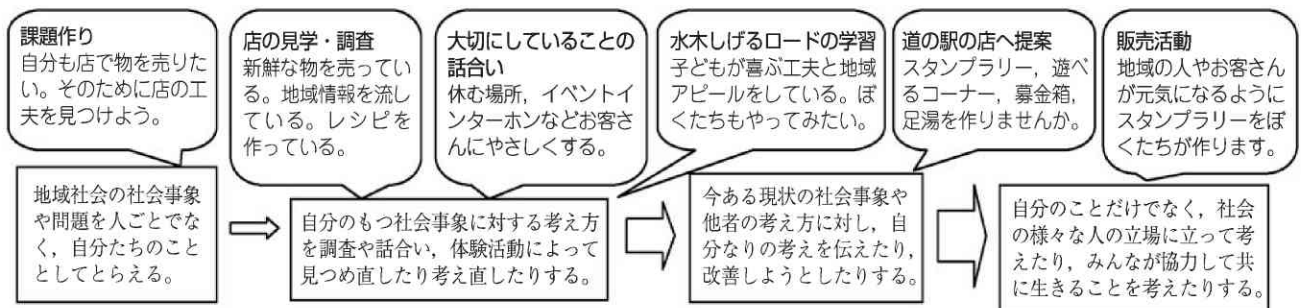 課題作り
自分も店で物を売りた
い。そのために店の工
夫を見つけよう。
店の見学・調査
新鮮な物を売ってい
る。地域情報を流し
ている。レシピを
作っている。
大切にしていることの
話合い
休む場所，イベントイ
ンターホンなどお客さ
んにやさしくする。
水木しげるロードの学習
子どもが喜ぶ工夫と地域
アピールをしている。ぼ
くたちもやってみたい。
道の駅の店へ提案
スタンプラリー，遊べ
るコーナー，募金箱，
足湯を作りませんか。
販売活動
地域の人やお客さん
が元気になるように
スタンプラリーをぼ
くたちが作ります。
地域社会の社会事象
や問題を人ごとでな
く，自分たちのこと
としてとらえる。
自分のもつ社会事象に対する考え方
を調査や話合い，体験活動によって
見つめ直したり考え直したりする。
今ある現状の社会事象や
他者の考え方に対し，自
分なりの考えを伝えたり，
改善しようとしたりする。
自分のことだけでなく，社会
の様々な人の立場に立って考
えたり，みんなが協力して共
に生きることを考えたりする。